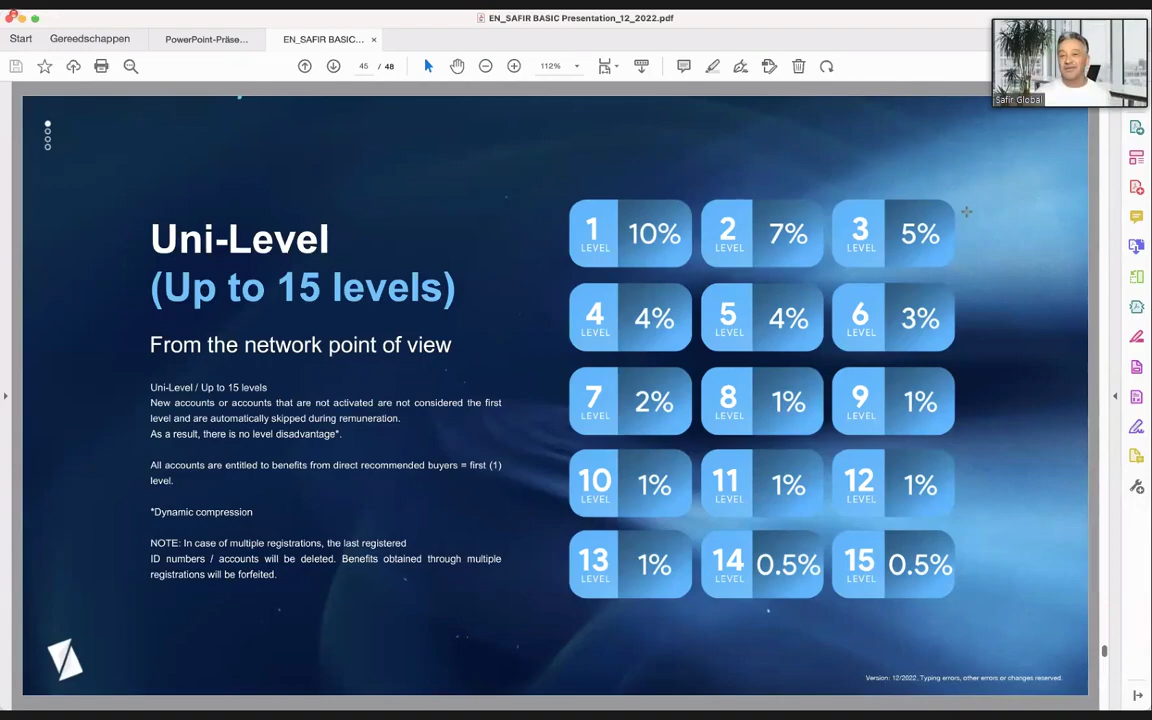 EN_SAFIR BASIC Presentation_12_2022.pdf
Start
Gereedschappen
PowerPoint-Präse...
EN_SAFIR BASIC... ×
45 / 48
112%
Safir Global
Uni-Level
(Up to 15 levels)
From the network point of view
Uni-Level / Up to 15 levels
New accounts or accounts that are not activated are not considered the first
level and are automatically skipped during remuneration.
As a result, there is no level disadvantage*.
All accounts are entitled to benefits from direct recommended buyers = first (1)
level.
*Dynamic compression
NOTE: In case of multiple registrations, the last registered
ID numbers / accounts will be deleted. Benefits obtained through multiple
registrations will be forfeited.
1 LEVEL 10%
2 LEVEL 7%
3 LEVEL 5%
4 LEVEL 4%
5 LEVEL 4%
6 LEVEL 3%
7 LEVEL 2%
8 LEVEL 1%
9 LEVEL 1%
10 LEVEL 1%
11 LEVEL 1%
12 LEVEL 1%
13 LEVEL 1%
14 LEVEL 0.5%
15 LEVEL 0.5%
Version: 12/2022, Typing errors, other errors or changes reserved.